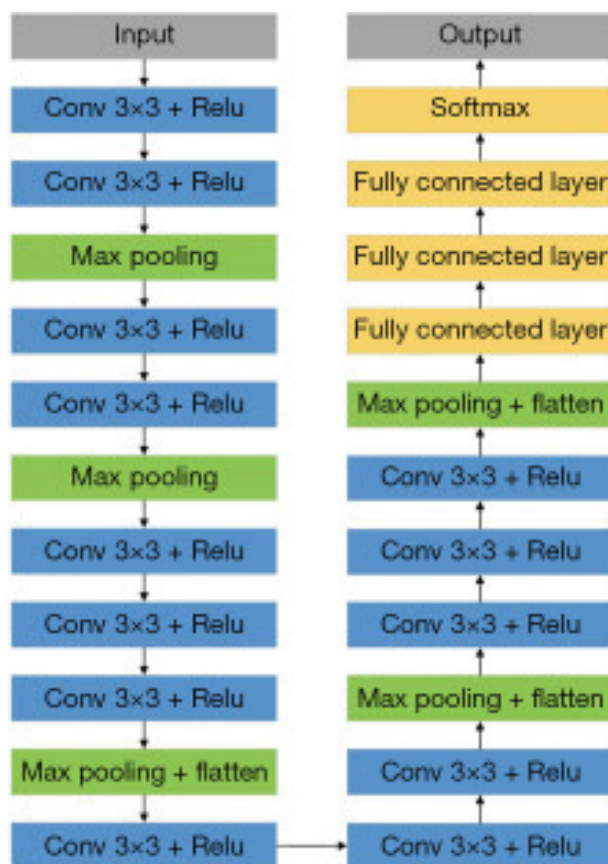 Input
Conv 3×3 + Relu
Conv 3×3 + Relu
Max pooling
Conv 3×3 + Relu
Conv 3×3 + Relu
Max pooling
Conv 3×3 + Relu
Conv 3×3 + Relu
Conv 3×3 + Relu
Max pooling + flatten
Conv 3×3 + Relu
Output
Softmax
Fully connected layer
Fully connected layer
Fully connected layer
Max pooling + flatten
Conv 3×3 + Relu
Conv 3×3 + Relu
Conv 3×3 + Relu
Max pooling + flatten
Conv 3×3 + Relu
Conv 3×3 + Relu